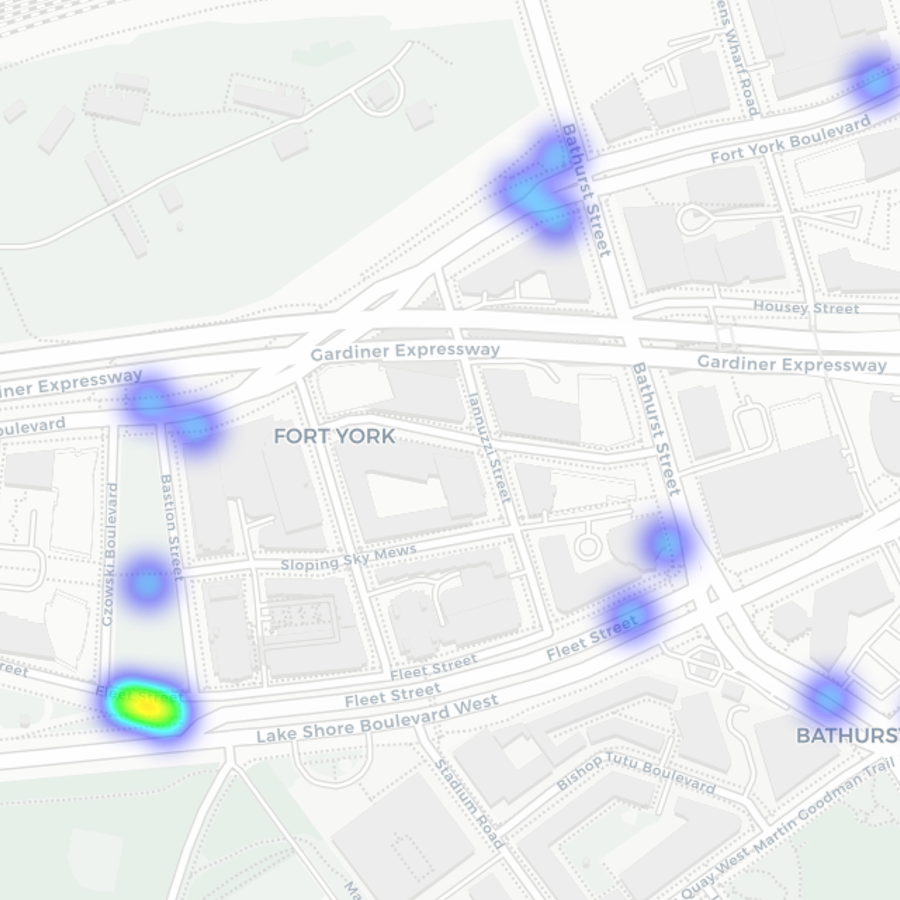 ens Wharf Road
Fort York Boulevard
Bathurst Street
Housey Street
Gardiner Expressway
Gardiner Expressway
iner Expressway
oulevard
FORT YORK
Iannuzzi Street
Bathurst Street
Gzowski Boulevard
Bastion Street
Sloping Sky Mews
Fleet Street
Fleet Street
reet
Fleet Street
Fleet Street
Lake Shore Boulevard West
BATHURST
Bishop Tutu Boulevard
Stadium Road
Martin Goodman Trail
Quay West
Ma